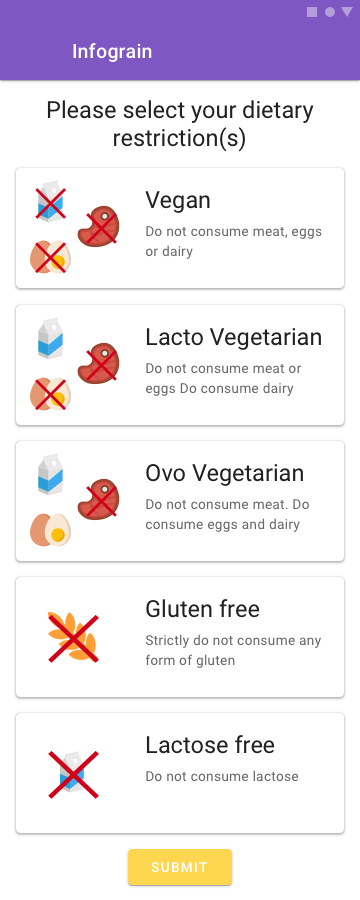 Infograin
Please select your dietary
restriction(s)
Vegan
Do not consume meat, eggs
or dairy
Lacto Vegetarian
Do not consume meat or
eggs Do consume dairy
Ovo Vegetarian
Do not consume meat. Do
consume eggs and dairy
Gluten free
Strictly do not consume any
form of gluten
Lactose free
Do not consume lactose
SUBMIT